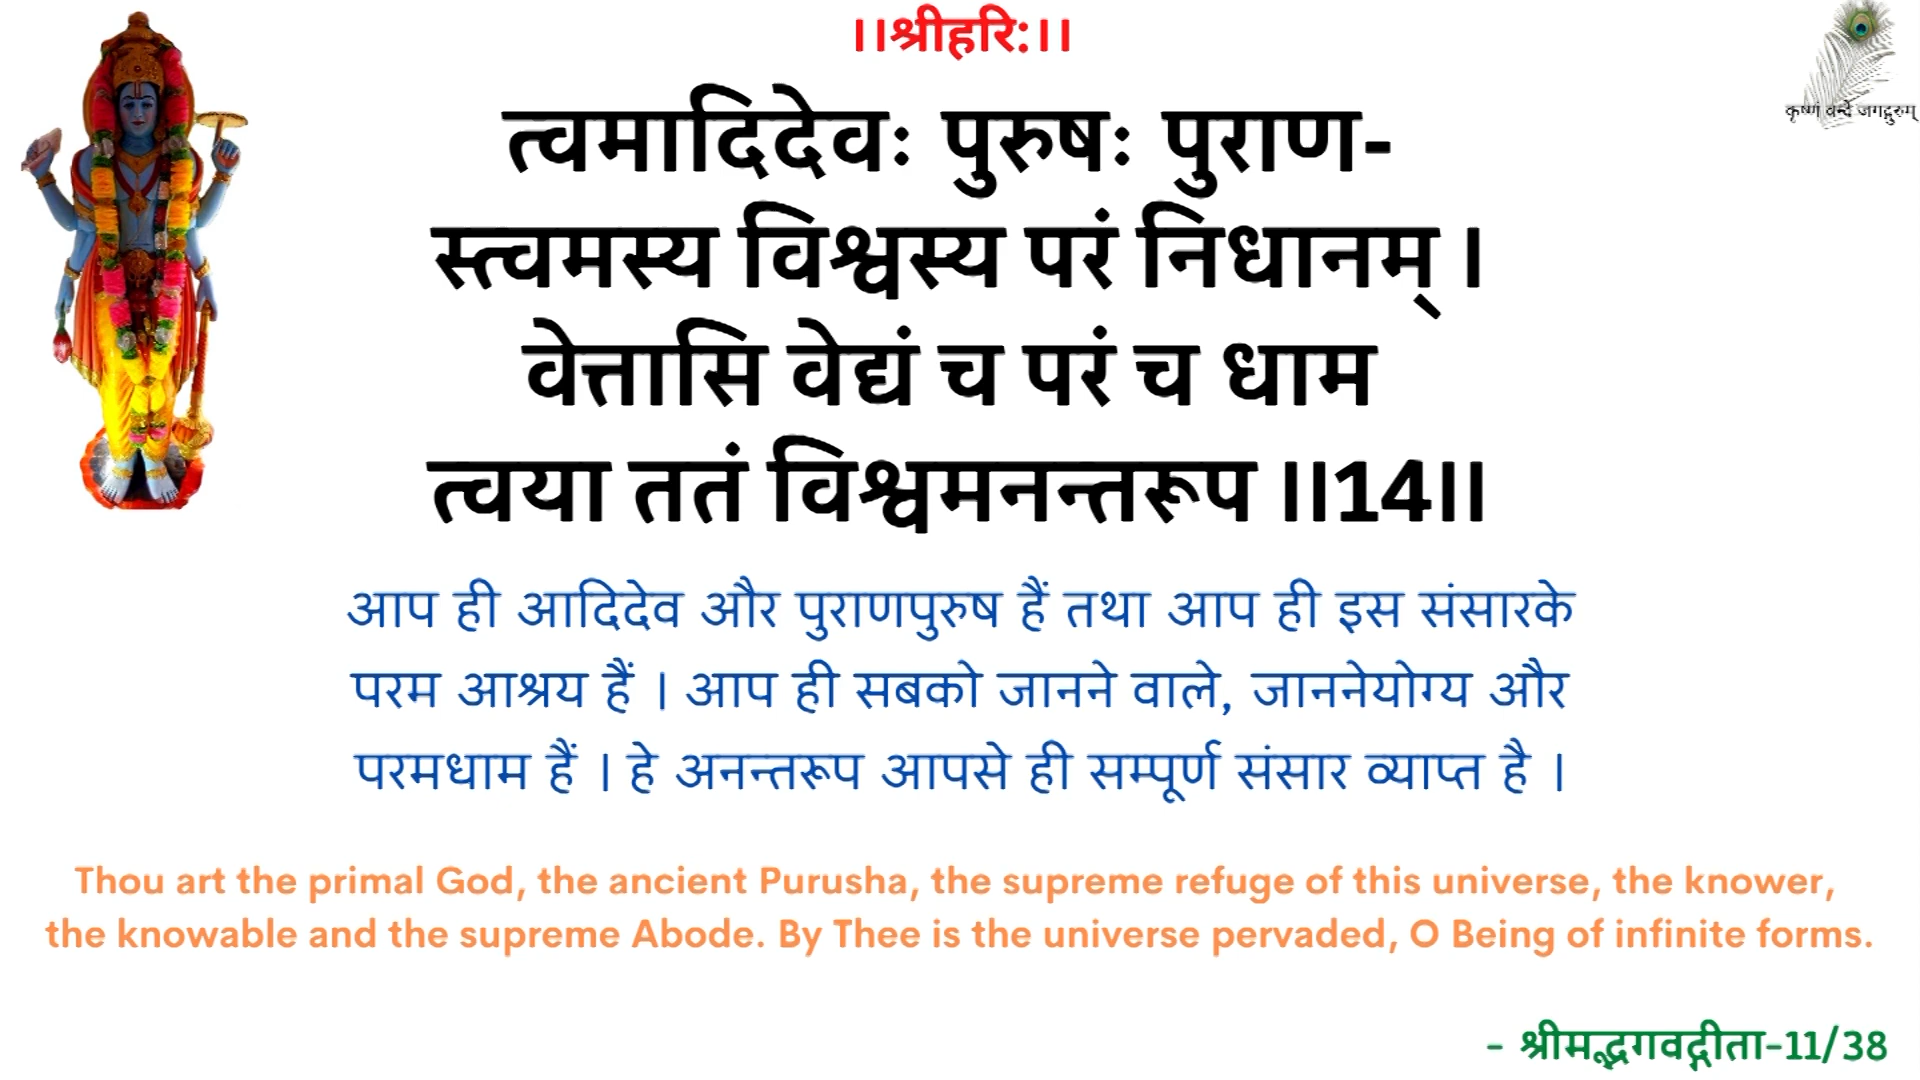 ।।श्रीहरिः।।
कृष्णं वन्दे जगद्गुरुम्
त्वमादिदेवः पुरुषः पुराण-
स्त्वमस्य विश्वस्य परं निधानम् ।
वेत्तासि वेद्यं च परं च धाम
त्वया ततं विश्वमनन्तरूप ।।14।।
आप ही आदिदेव और पुराणपुरुष हैं तथा आप ही इस संसारके
परम आश्रय हैं । आप ही सबको जानने वाले, जाननेयोग्य और
परमधाम हैं । हे अनन्तरूप आपसे ही सम्पूर्ण संसार व्याप्त है ।
Thou art the primal God, the ancient Purusha, the supreme refuge of this universe, the knower,
the knowable and the supreme Abode. By Thee is the universe pervaded, O Being of infinite forms.
- श्रीमद्भगवद्गीता-11/38